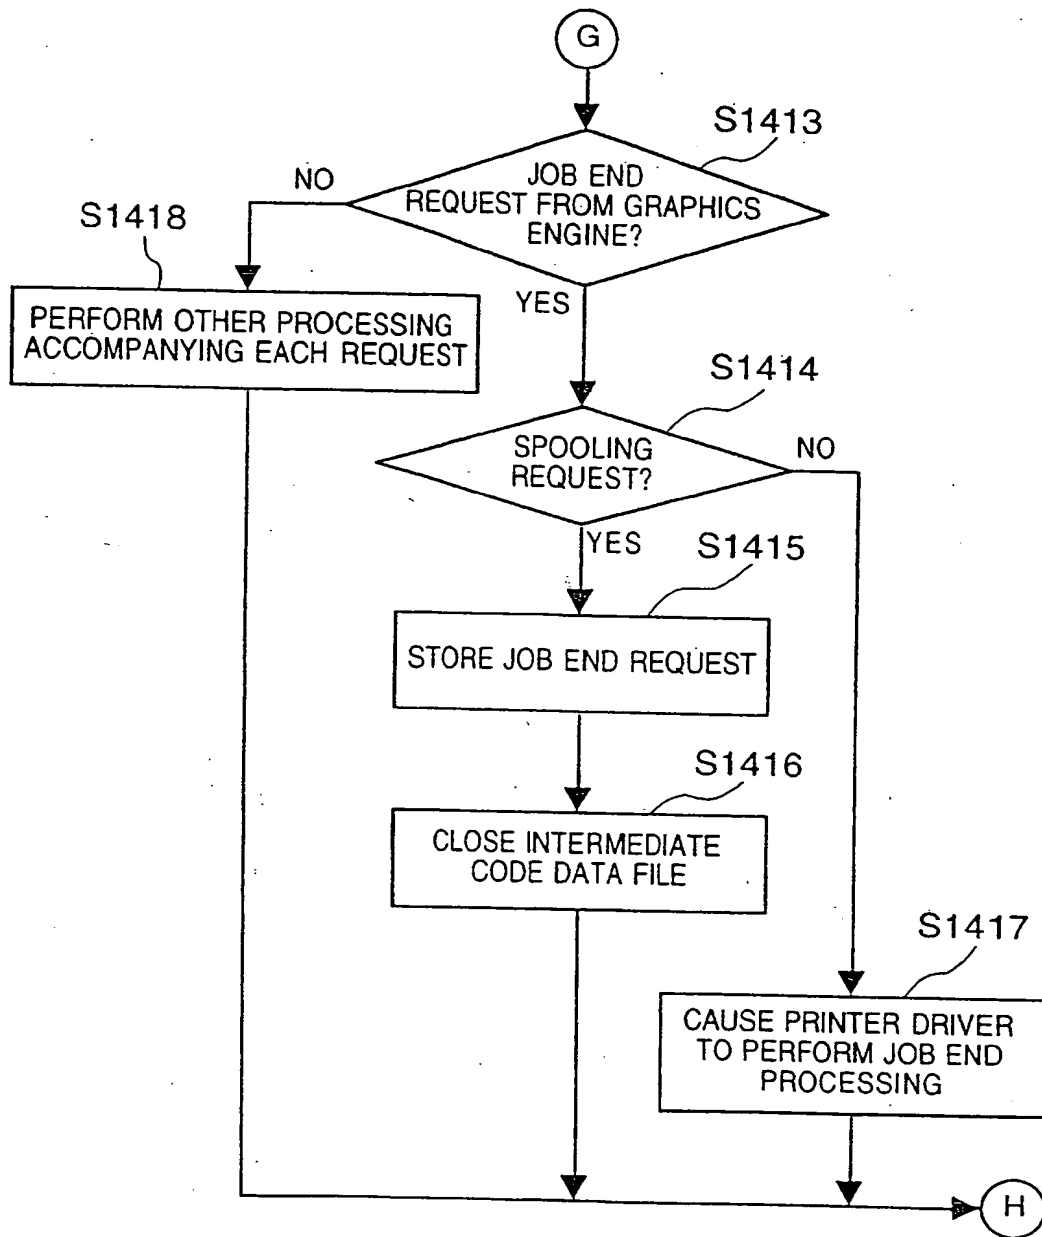 G
S1413
JOB END
REQUEST FROM GRAPHICS
ENGINE?
NO
S1418
YES
PERFORM OTHER PROCESSING
ACCOMPANYING EACH REQUEST
S1414
SPOOLING
REQUEST?
NO
YES
S1415
STORE JOB END REQUEST
S1416
CLOSE INTERMEDIATE
CODE DATA FILE
S1417
CAUSE PRINTER DRIVER
TO PERFORM JOB END
PROCESSING
H